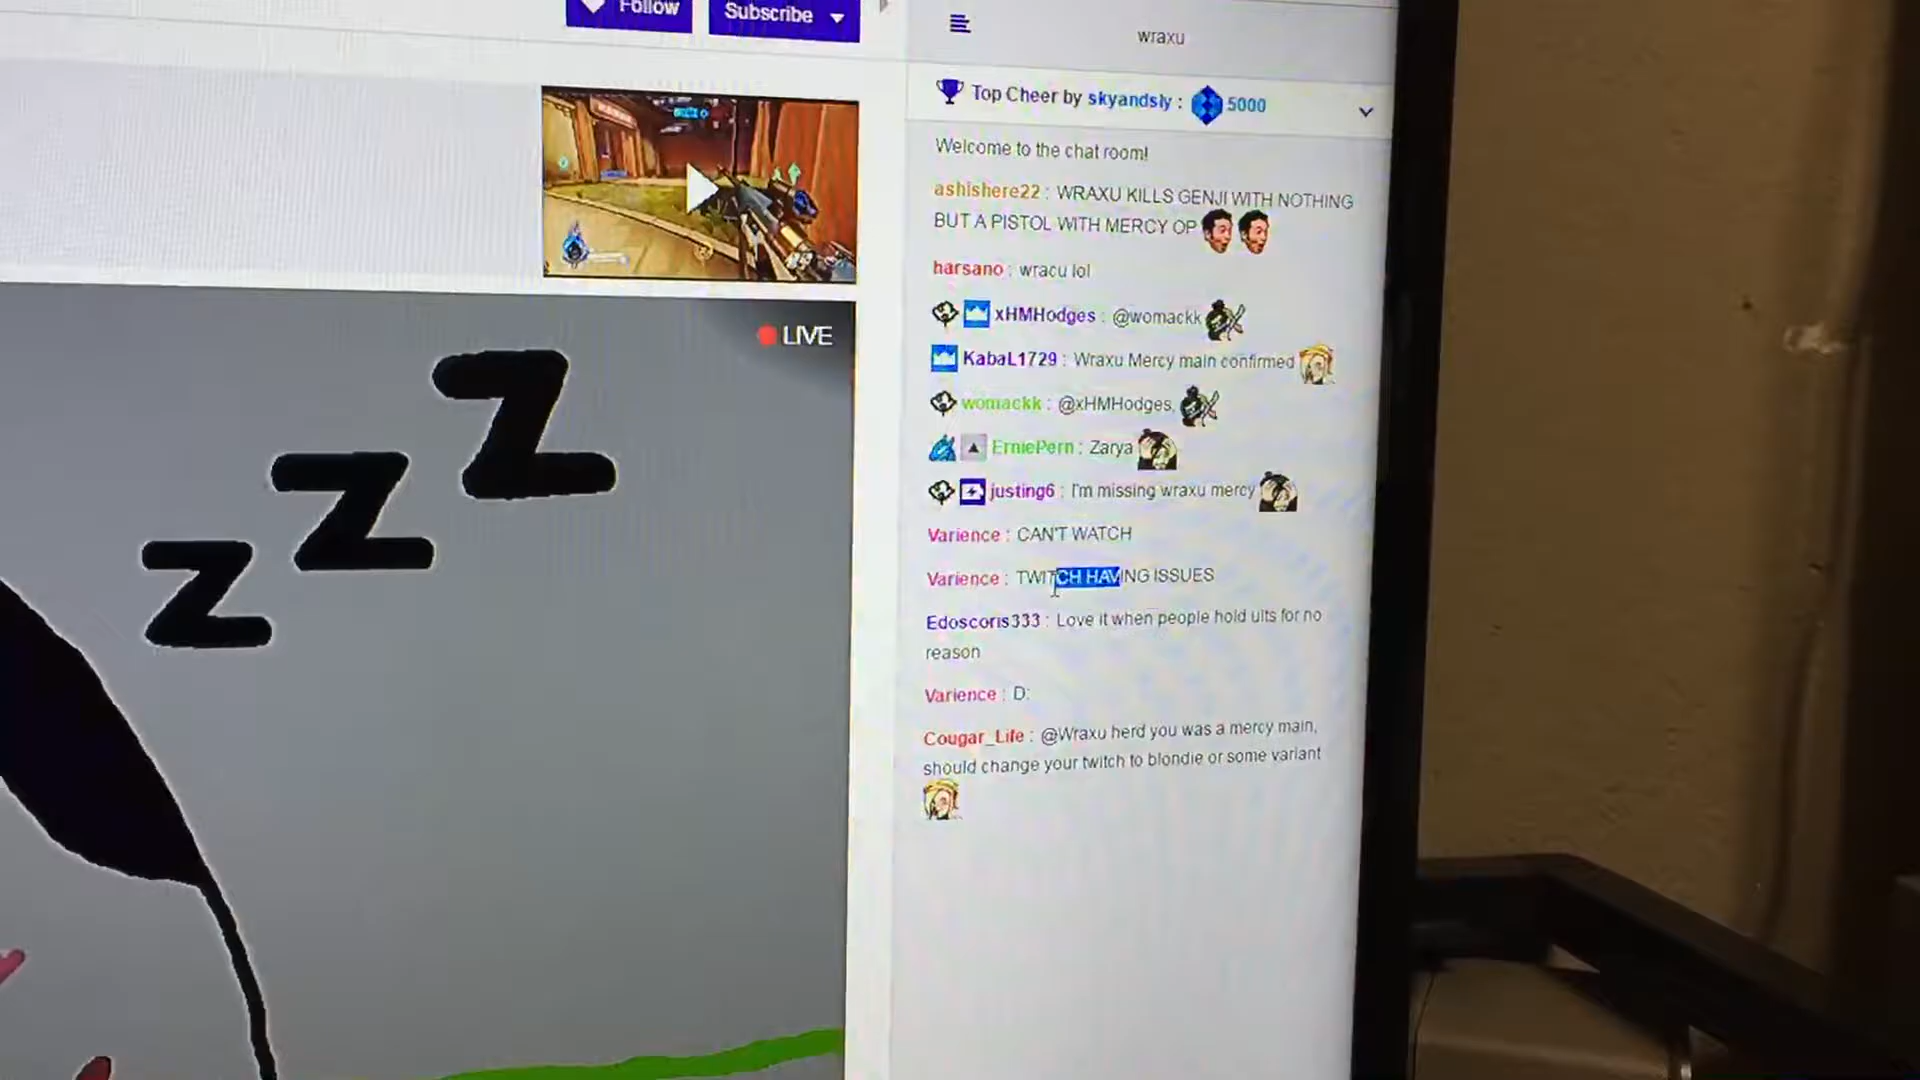 Follow
Subscribe
wraxu
Top Cheer by skyandsly : 5000
Welcome to the chat room!
ashishere22 : WRAXU KILLS GENJI WITH NOTHING
BUT A PISTOL WITH MERCY OP
harsano : wracu lol
xHMHodges : @womackk
KabaL1729 : Wraxu Mercy main confirmed
womackk : @xHMHodges,
ErniePern : Zarya
justing6 : I'm missing wraxu mercy
Varience : CAN'T WATCH
Varience : TWITCH HAVING ISSUES
Edoscoris333 : Love it when people hold ults for no
reason
Varience : D:
Cougar_Life : @Wraxu herd you was a mercy main,
should change your twitch to blondie or some variant
LIVE
z z z